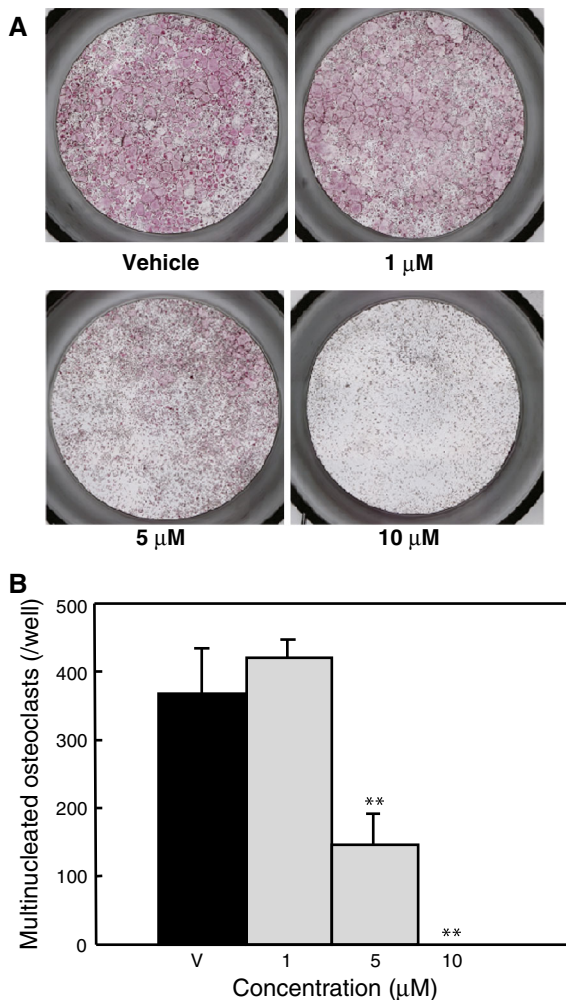 A
Vehicle 1 μM
5 μM 10 μM
B
Multinucleated osteoclasts (/well)
500
400
300
200
100
0
**
**
V 1 5 10
Concentration (μM)